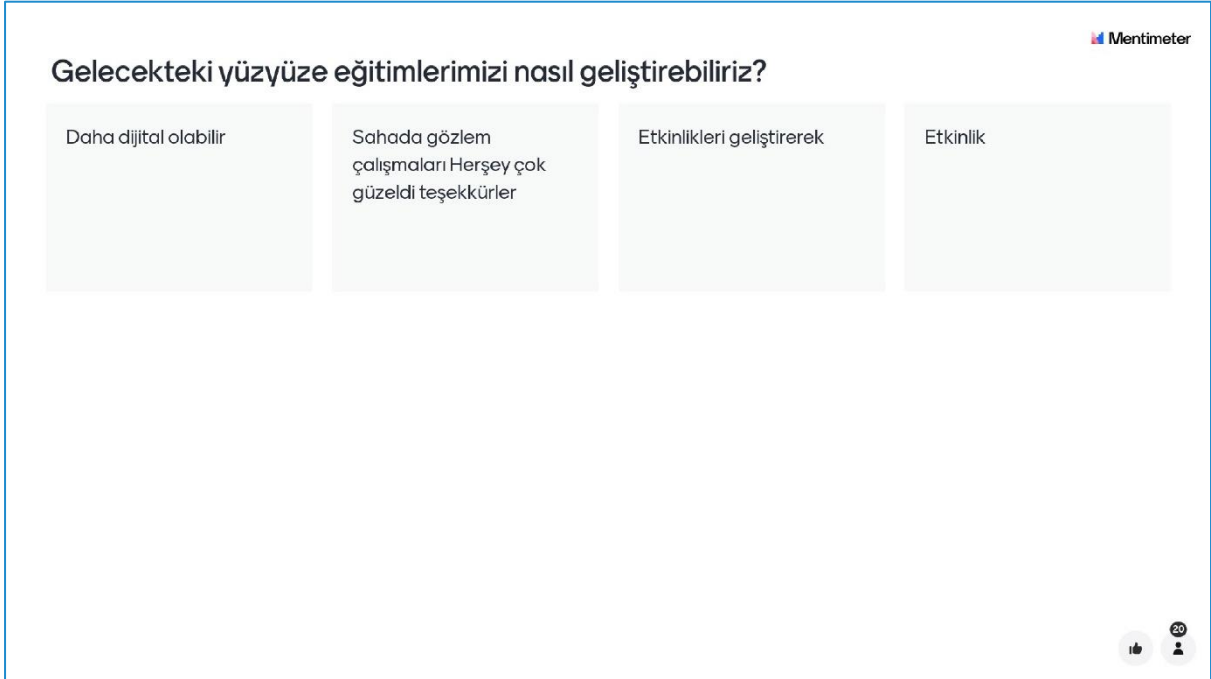 Mentimeter
Gelecekteki yüzyüze eğitimlerimizi nasıl geliştirebiliriz?
Daha dijital olabilir
Sahada gözlem
çalışmaları Herşey çok
güzeldi teşekkürler
Etkinlikleri geliştirerek
Etkinlik
20